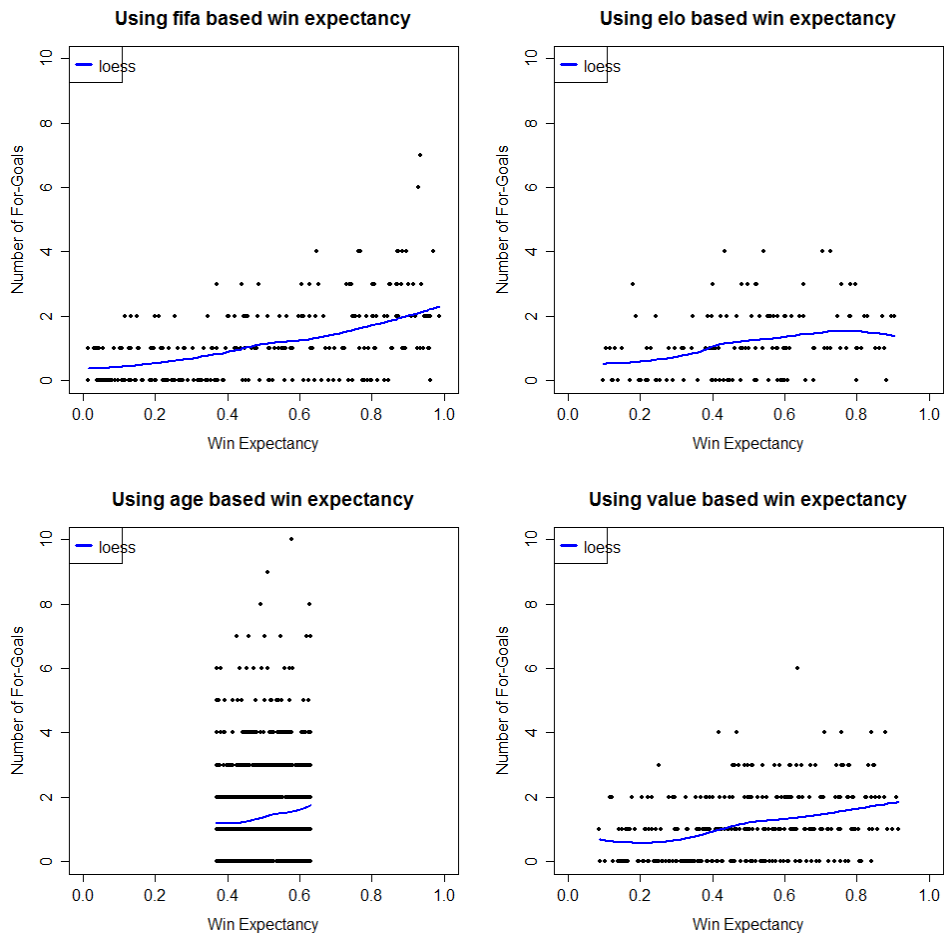 Using fifa based win expectancy
loess
Number of For-Goals
0 2 4 6 8 10
0.0 0.2 0.4 0.6 0.8 1.0
Win Expectancy
Using elo based win expectancy
loess
Number of For-Goals
0 2 4 6 8 10
0.0 0.2 0.4 0.6 0.8 1.0
Win Expectancy
Using age based win expectancy
loess
Number of For-Goals
0 2 4 6 8 10
0.0 0.2 0.4 0.6 0.8 1.0
Win Expectancy
Using value based win expectancy
loess
Number of For-Goals
0 2 4 6 8 10
0.0 0.2 0.4 0.6 0.8 1.0
Win Expectancy